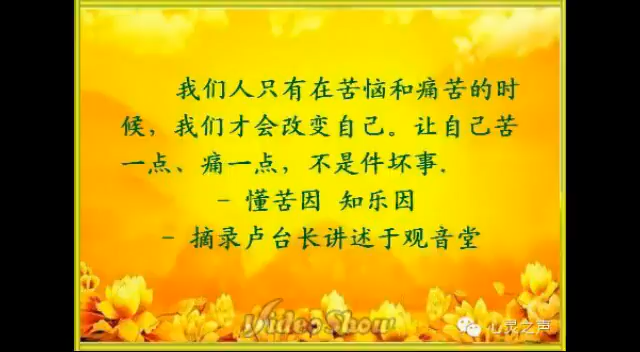 我们人只有在苦恼和痛苦的时
候，我们才会改变自己。让自己苦
一点、痛一点，不是件坏事.
- 懂苦因 知乐因
- 摘录卢台长讲述于观音堂
VideoShow
心灵之声